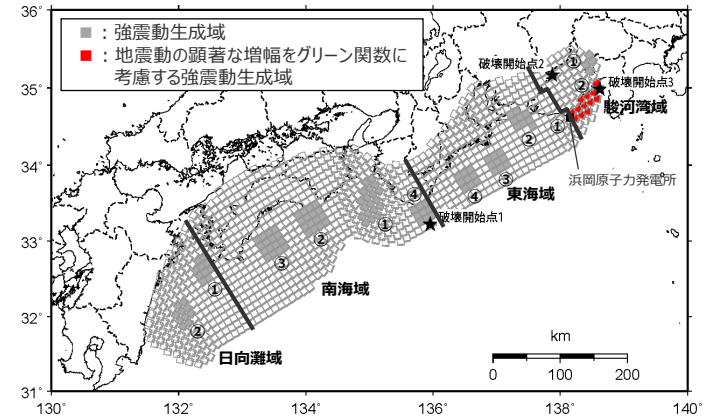 36°
■ ：強震動生成域
■ ：地震動の顕著な増幅をグリーン関数に
考慮する強震動生成域
破壊開始点2
①
35°
②
破壊開始点3
駿河湾域
①
②
34°
浜岡原子力発電所
③
④
④
東海域
破壊開始点1
①
33°
②
③
南海域
①
32°
②
日向灘域
km
0 100 200
31°
130° 132° 134° 136° 138° 140°